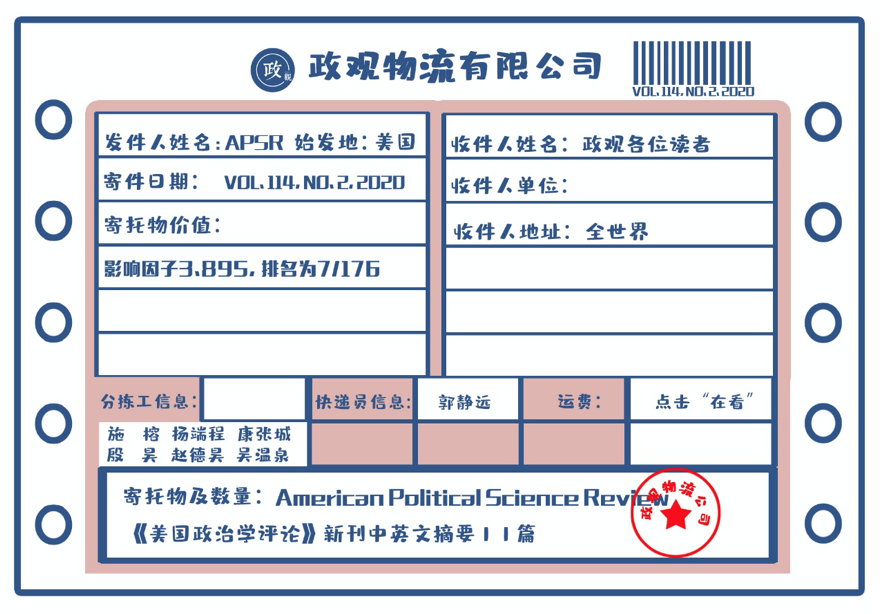 政观 政观物流有限公司
VOL.114,NO.2,2020
发件人姓名:APSR 始发地:美国
寄件日期: VOL.114,NO.2,2020
寄托物价值:
影响因子3.895,排名为7/176
收件人姓名: 政观各位读者
收件人单位:
收件人地址: 全世界
分拣工信息:
快递员信息: 郭静远 运费: 点击“在看”
施 榕 杨端程 康张城
殷 昊 赵德昊 吴温泉
寄托物及数量: American Political Science Review
《美国政治学评论》新刊中英文摘要11篇
政观物流公司